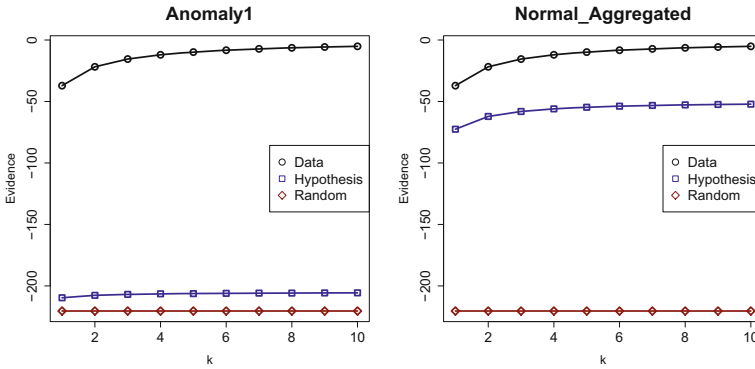 Anomaly1
Evidence
0
−50
−100
−150
−200
2
4
6
8
10
k
Data
Hypothesis
Random
Normal_Aggregated
Evidence
0
−50
−100
−150
−200
2
4
6
8
10
k
Data
Hypothesis
Random